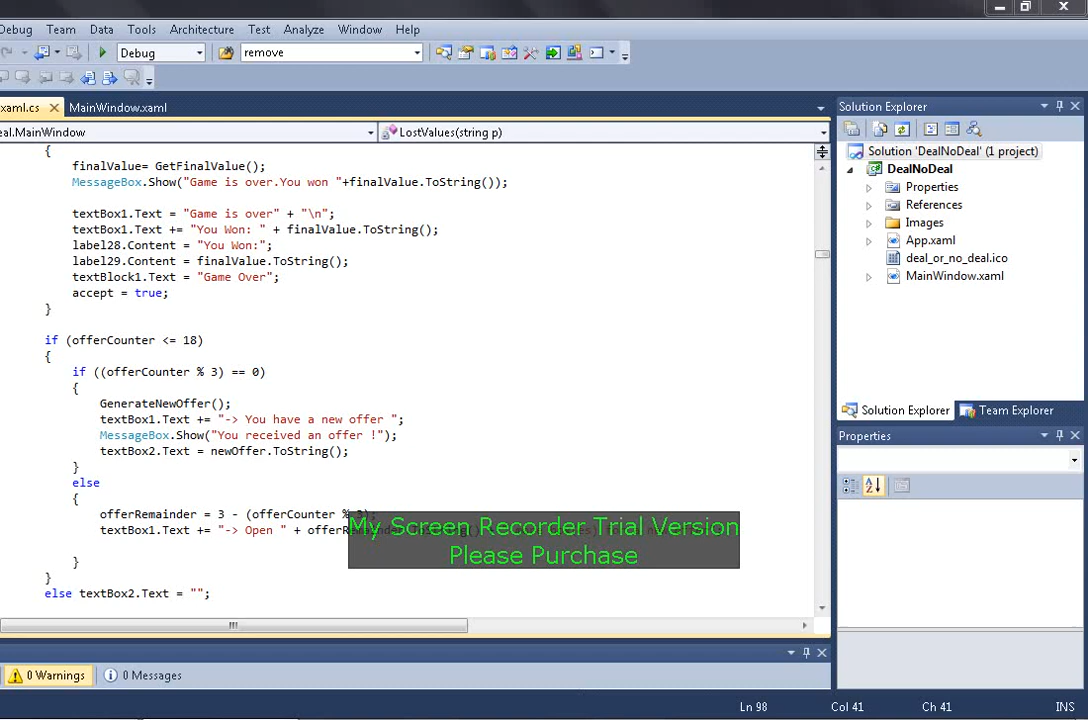 Debug Team Data Tools Architecture Test Analyze Window Help
Debug remove
xaml.cs MainWindow.xaml
eal.MainWindow LostValues(string p)
{
finalValue= GetFinalValue();
MessageBox.Show("Game is over.You won "+finalValue.ToString());
textBox1.Text = "Game is over" + "\n";
textBox1.Text += "You Won: " + finalValue.ToString();
label28.Content = "You Won:";
label29.Content = finalValue.ToString();
textBlock1.Text = "Game Over";
accept = true;
}
if (offerCounter <= 18)
{
if ((offerCounter % 3) == 0)
{
GenerateNewOffer();
textBox1.Text += "-> You have a new offer ";
MessageBox.Show("You received an offer !");
textBox2.Text = newOffer.ToString();
}
else
{
offerRemainder = 3 - (offerCounter % 3);
textBox1.Text += "-> Open " + offerR
}
}
else textBox2.Text = "";
My Screen Recorder Trial Version
Please Purchase
Solution Explorer
Solution 'DealNoDeal' (1 project)
DealNoDeal
Properties
References
Images
App.xaml
deal_or_no_deal.ico
MainWindow.xaml
Solution Explorer Team Explorer
Properties
0 Warnings 0 Messages
Ln 98 Col 41 Ch 41 INS